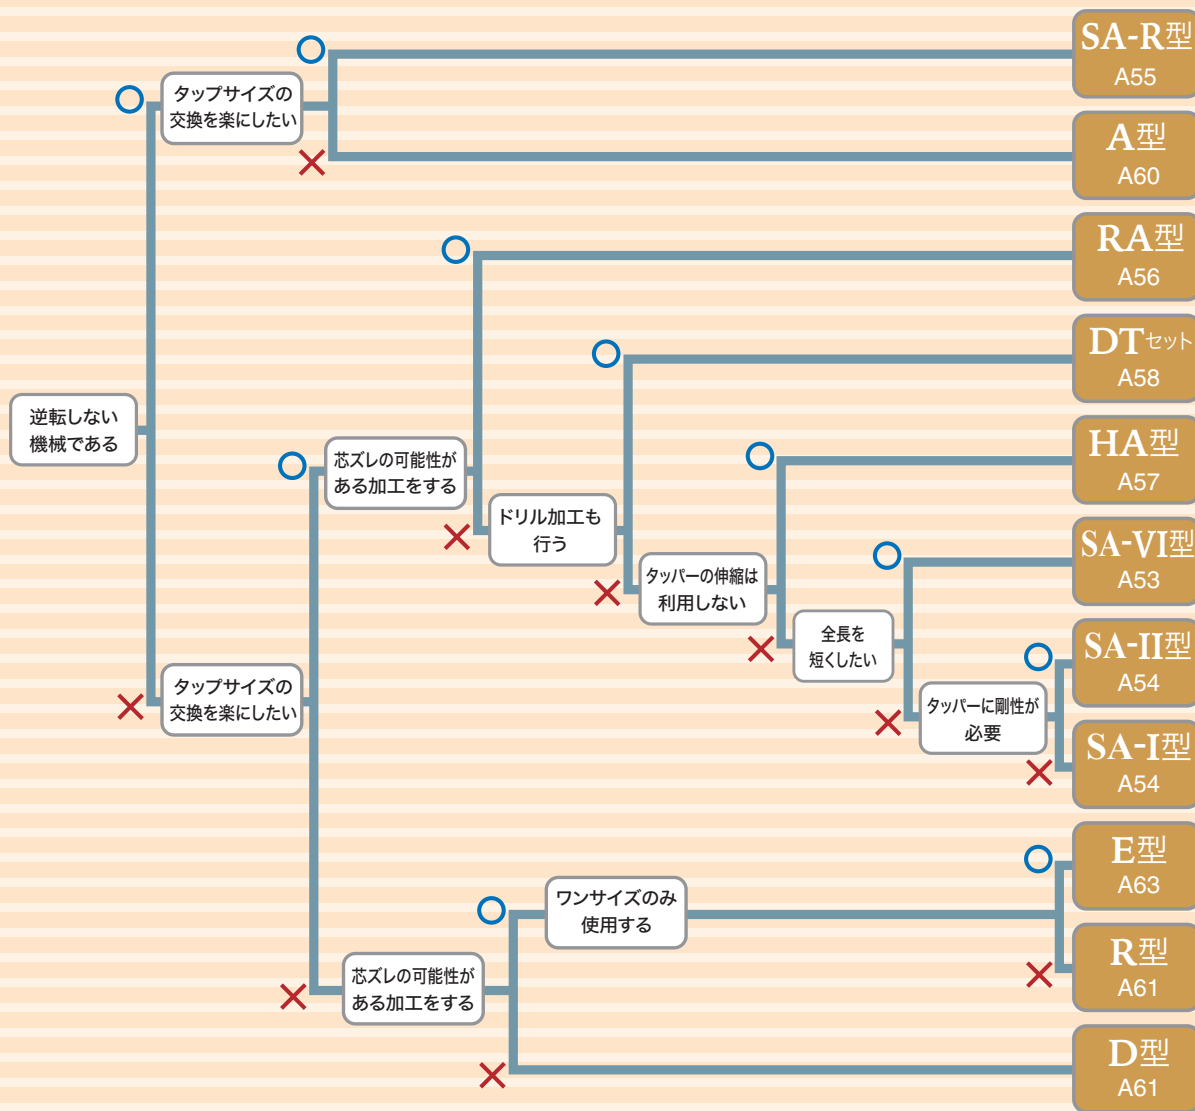 SA-R型
A55
タップサイズの
交換を楽にしたい
A型
A60
RA型
A56
DTセット
A58
逆転しない
機械である
HA型
A57
芯ズレの可能性が
ある加工をする
ドリル加工も
行う
SA-VI型
A53
タッパーの伸縮は
利用しない
全長を
短くしたい
SA-II型
A54
タップサイズの
交換を楽にしたい
タッパーに剛性が
必要
SA-I型
A54
E型
A63
ワンサイズのみ
使用する
R型
A61
芯ズレの可能性が
ある加工をする
D型
A61